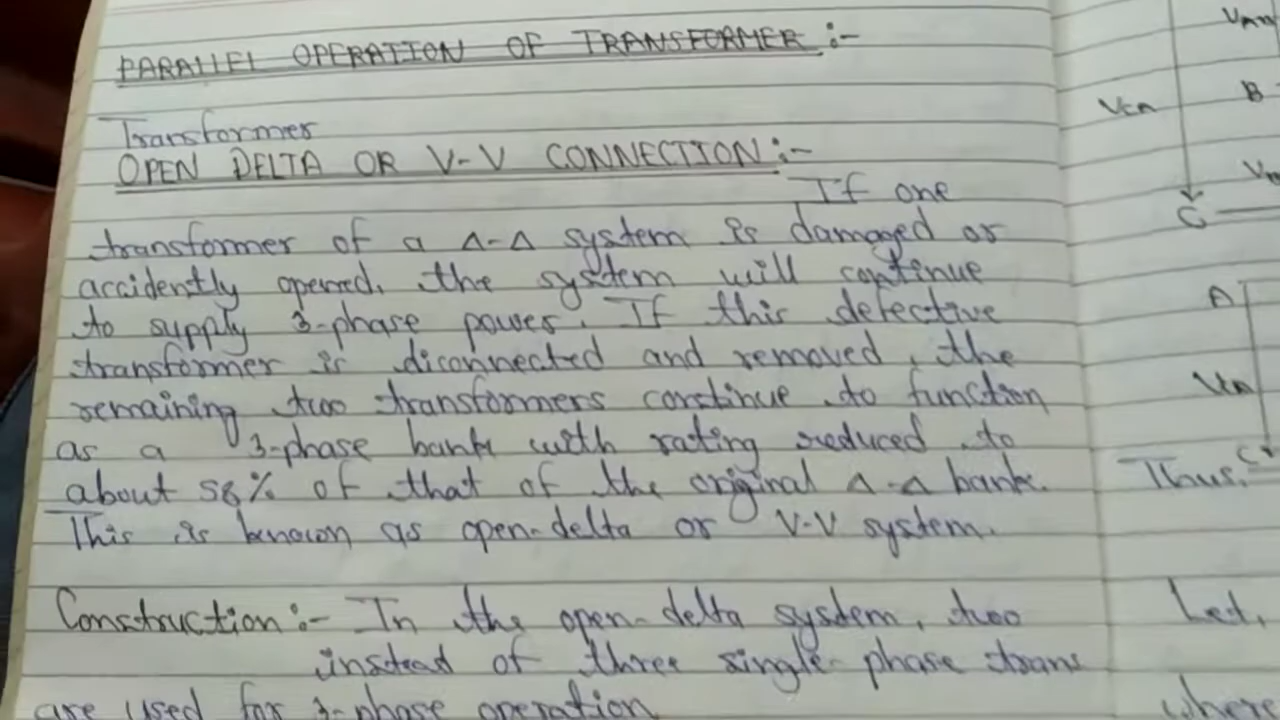 PARALLEL OPERATION OF TRANSFORMER :-
Transformer
OPEN DELTA OR V-V CONNECTION :-
If one
transformer of a Δ-Δ system is damaged or
accidently opened, the system will continue
to supply 3-phase power. If this defective
transformer is diconnected and removed, the
remaining two transformers continue to function
as a 3-phase bank with rating reduced to
about 58% of that of the original Δ-Δ bank.
This is known as open-delta or V-V system.
Construction :- In the open-delta system, two
instead of three single-phase trans
are used for 3-phase operation
B
C
A
C
Thus,
Let,
where